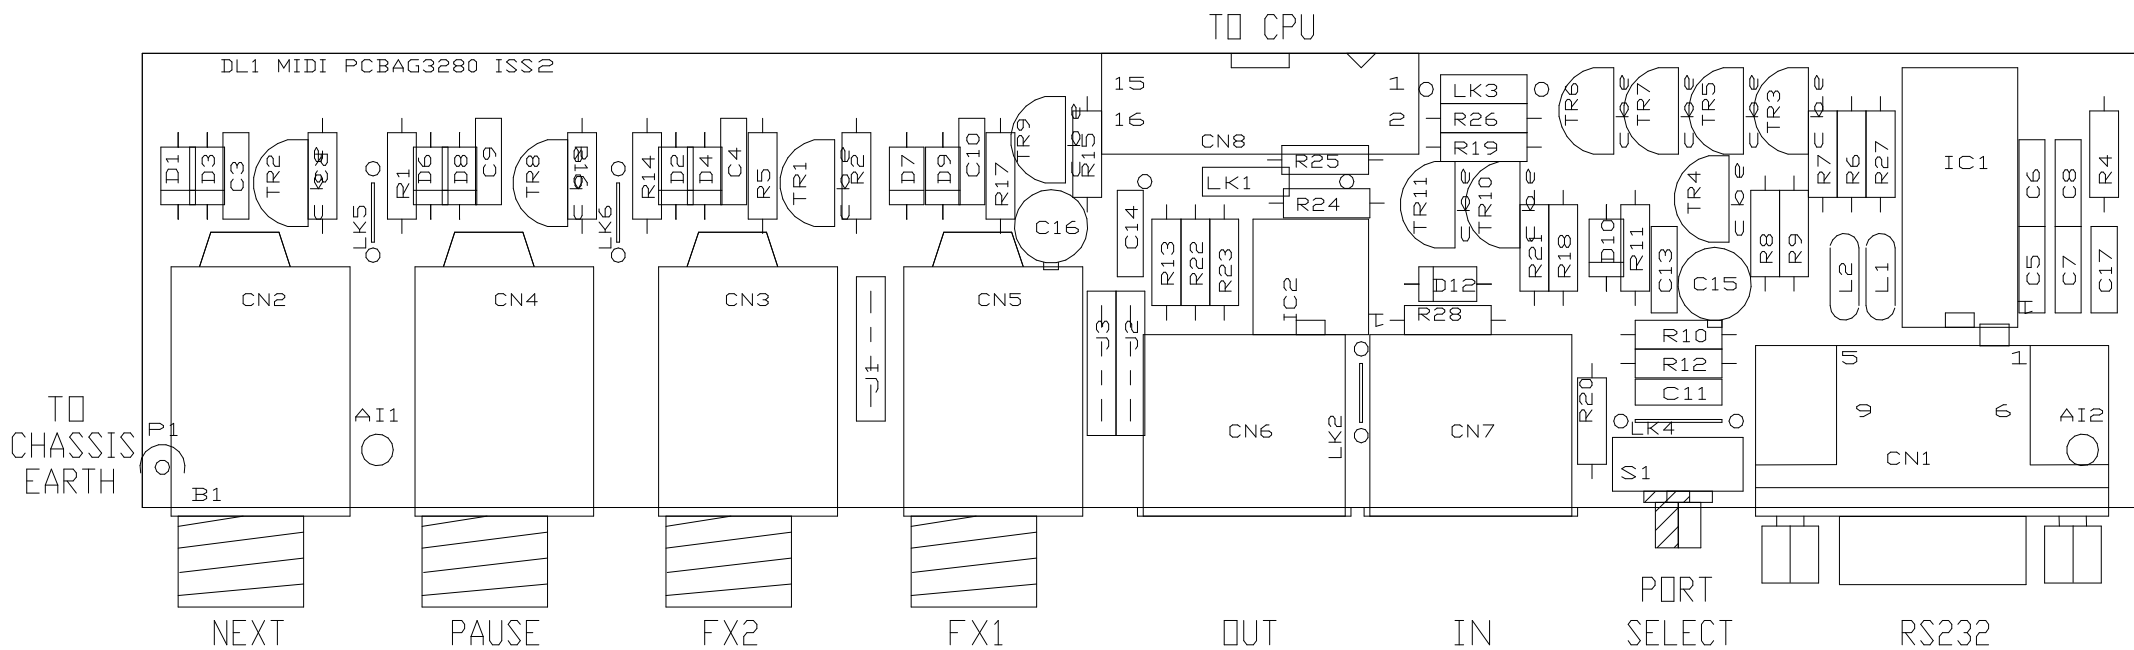 TO CPU
DL1 MIDI PCBAG3280 ISS2
15 1
16 2
CN8
LK3
R26
R19
TR6 c b e
TR7 c b e
TR5 c b e
TR3 c b e
D1
D3
C3
TR2 c b e
R1
D6
D8
C9
TR8 c b e
R14
D2
D4
C4
R5
TR1 c b e
R2
D7
D9
C10
R17
TR9 c b e
R15
R25
LK1
R24
TR11 c b e
TR10 c b e
TR4 c b e
R7
R6
R27
IC1
1
C6
C8
R4
LK5
LK6
C16
C14
R13
R22
R23
IC2
1
R21
R18
D10
R11
C13
C15
R8
R9
L2
L1
C5
C7
C17
CN2
CN4
CN3
CN5
D12
R28
J1
J3
J2
R10
R12
C11
R20
LK4
LK2
5 1
9 6
AI2
TO
CHASSIS
EARTH
P1
AI1
B1
CN6
CN7
S1
CN1
NEXT
PAUSE
FX2
FX1
OUT
IN
PORT
SELECT
RS232